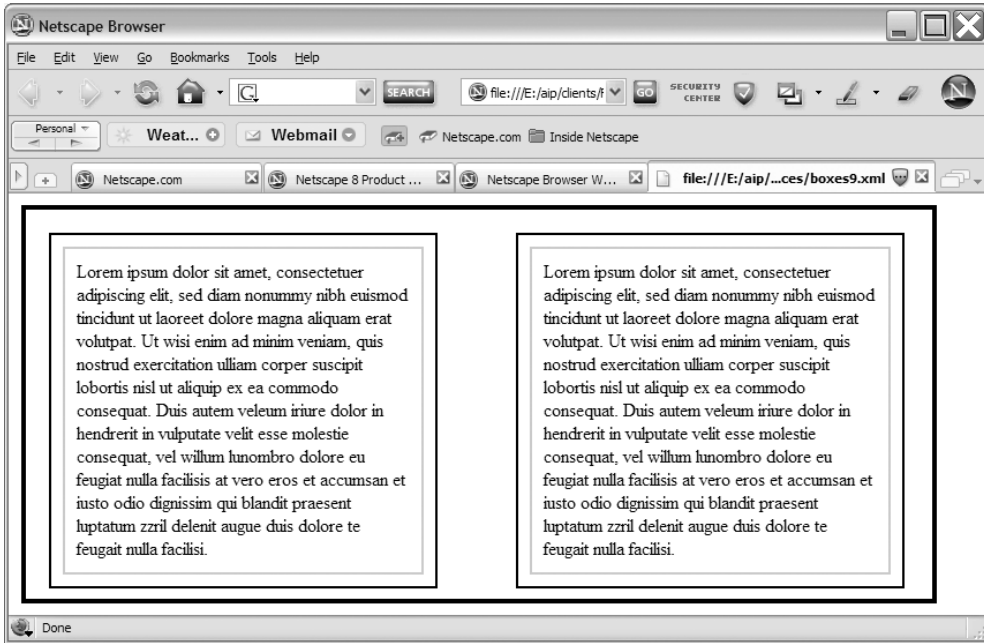 Netscape Browser
File Edit View Go Bookmarks Tools Help
SEARCH file:///E:/aip/clients/ GO SECURITY CENTER
Personal Weat... Webmail Netscape.com Inside Netscape
Netscape.com Netscape 8 Product ... Netscape Browser W... file:///E:/aip/...ces/boxes9.xml
Lorem ipsum dolor sit amet, consectetuer
adipiscing elit, sed diam nonummy nibh euismod
tincidunt ut laoreet dolore magna aliquam erat
volutpat. Ut wisi enim ad minim veniam, quis
nostrud exercitation ulliam corper suscipit
lobortis nisl ut aliquip ex ea commodo
consequat. Duis autem veleum iriure dolor in
hendrerit in vulputate velit esse molestie
consequat, vel willum lunombro dolore eu
feugiat nulla facilisis at vero eros et accumsan et
iusto odio dignissim qui blandit praesent
luptatum zzril delenit augue duis dolore te
feugait nulla facilisi.
Lorem ipsum dolor sit amet, consectetuer
adipiscing elit, sed diam nonummy nibh euismod
tincidunt ut laoreet dolore magna aliquam erat
volutpat. Ut wisi enim ad minim veniam, quis
nostrud exercitation ulliam corper suscipit
lobortis nisl ut aliquip ex ea commodo
consequat. Duis autem veleum iriure dolor in
hendrerit in vulputate velit esse molestie
consequat, vel willum lunombro dolore eu
feugiat nulla facilisis at vero eros et accumsan et
iusto odio dignissim qui blandit praesent
luptatum zzril delenit augue duis dolore te
feugait nulla facilisi.
Done